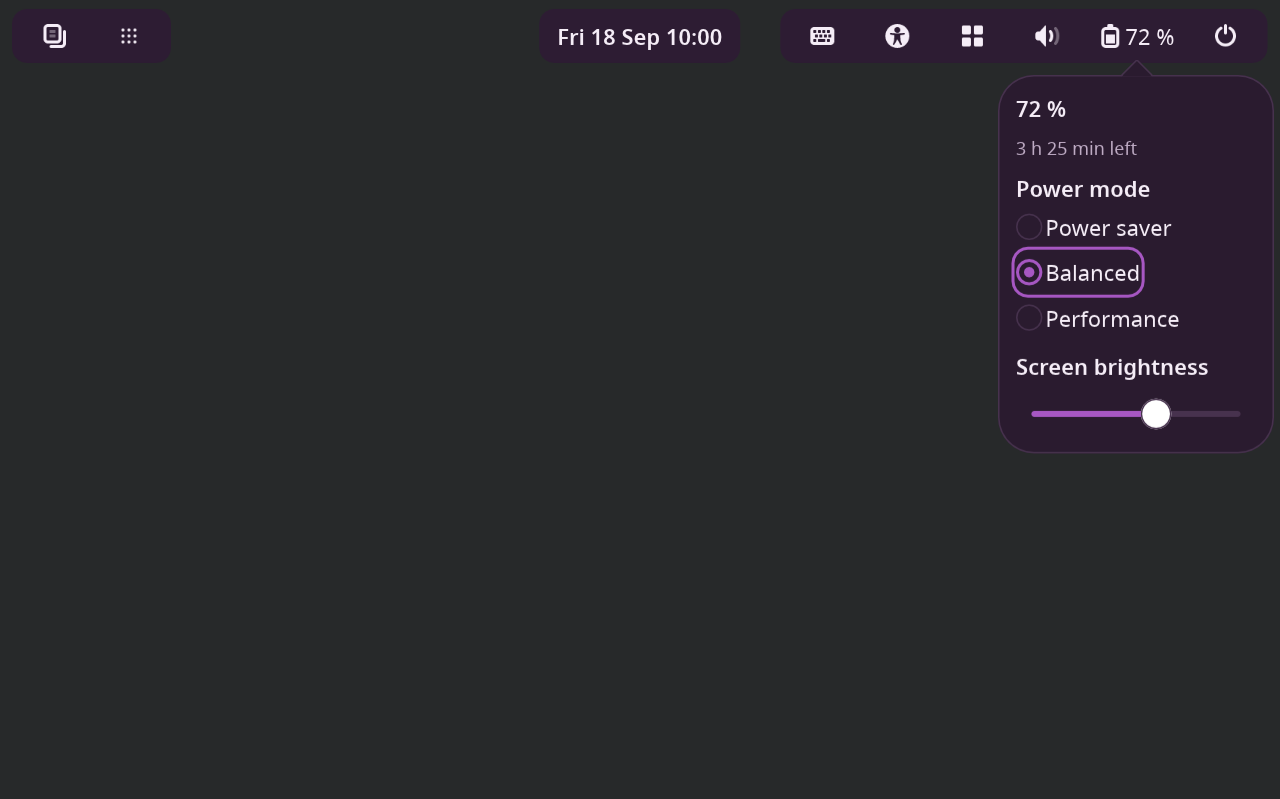 Fri 18 Sep 10:00
72 %
72 %
3 h 25 min left
Power mode
Power saver
Balanced
Performance
Screen brightness